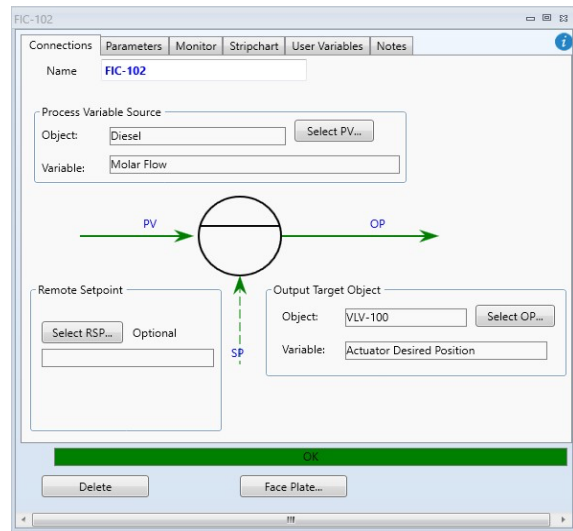 FIC-102
Connections Parameters Monitor Stripchart User Variables Notes
Name FIC-102
Process Variable Source
Object: Diesel Select PV...
Variable: Molar Flow
PV OP
Remote Setpoint
Select RSP... Optional
SP
Output Target Object
Object: VLV-100 Select OP...
Variable: Actuator Desired Position
OK
Delete Face Plate...